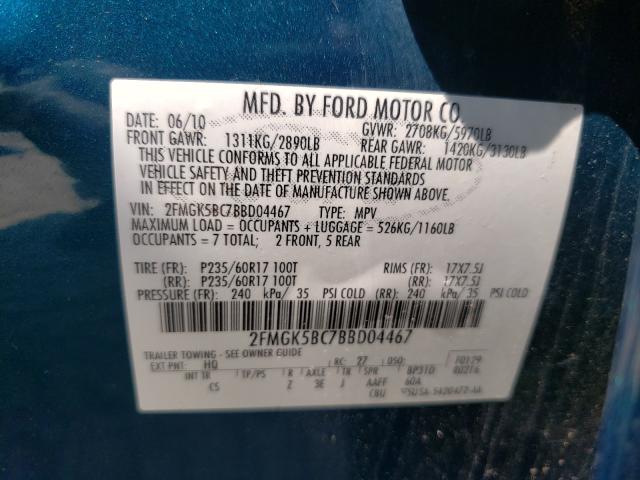 MFD. BY FORD MOTOR CO.
DATE: 06/10 GVWR: 2708KG/5970LB
FRONT GAWR: 1311KG/2890LB REAR GAWR: 1420KG/3130LB
THIS VEHICLE CONFORMS TO ALL APPLICABLE FEDERAL MOTOR
VEHICLE SAFETY AND THEFT PREVENTION STANDARDS
IN EFFECT ON THE DATE OF MANUFACTURE SHOWN ABOVE.
VIN: 2FMGK5BC7BBD04467 TYPE: MPV
MAXIMUM LOAD = OCCUPANTS + LUGGAGE = 526KG/1160LB
OCCUPANTS = 7 TOTAL; 2 FRONT, 5 REAR
TIRE (FR): P235/60R17 100T RIMS (FR): 17X7.5J
(RR): P235/60R17 100T (RR): 17X7.5J
PRESSURE (FR): 240 kPa/ 35 PSI COLD (RR): 240 kPa/ 35 PSI COLD
2FMGK5BC7BBD04467
TRAILER TOWING - SEE OWNER GUIDE
EXT PNT: HQ RC: 27 DSO:
INT TR TP/PS R AXLE TR SPR
CS Z 3E J AAFF